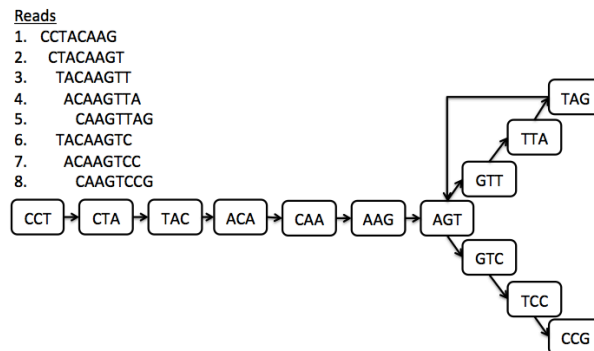 Reads
1. CCTACAAG
2. CTACAAGT
3. TACAAGTT
4. ACAAGTTA
5. CAAGTTAG
6. TACAAGTC
7. ACAAGTCC
8. CAAGTCCG
TAG
TTA
GTT
CCT CTA TAC ACA CAA AAG AGT
GTC
TCC
CCG